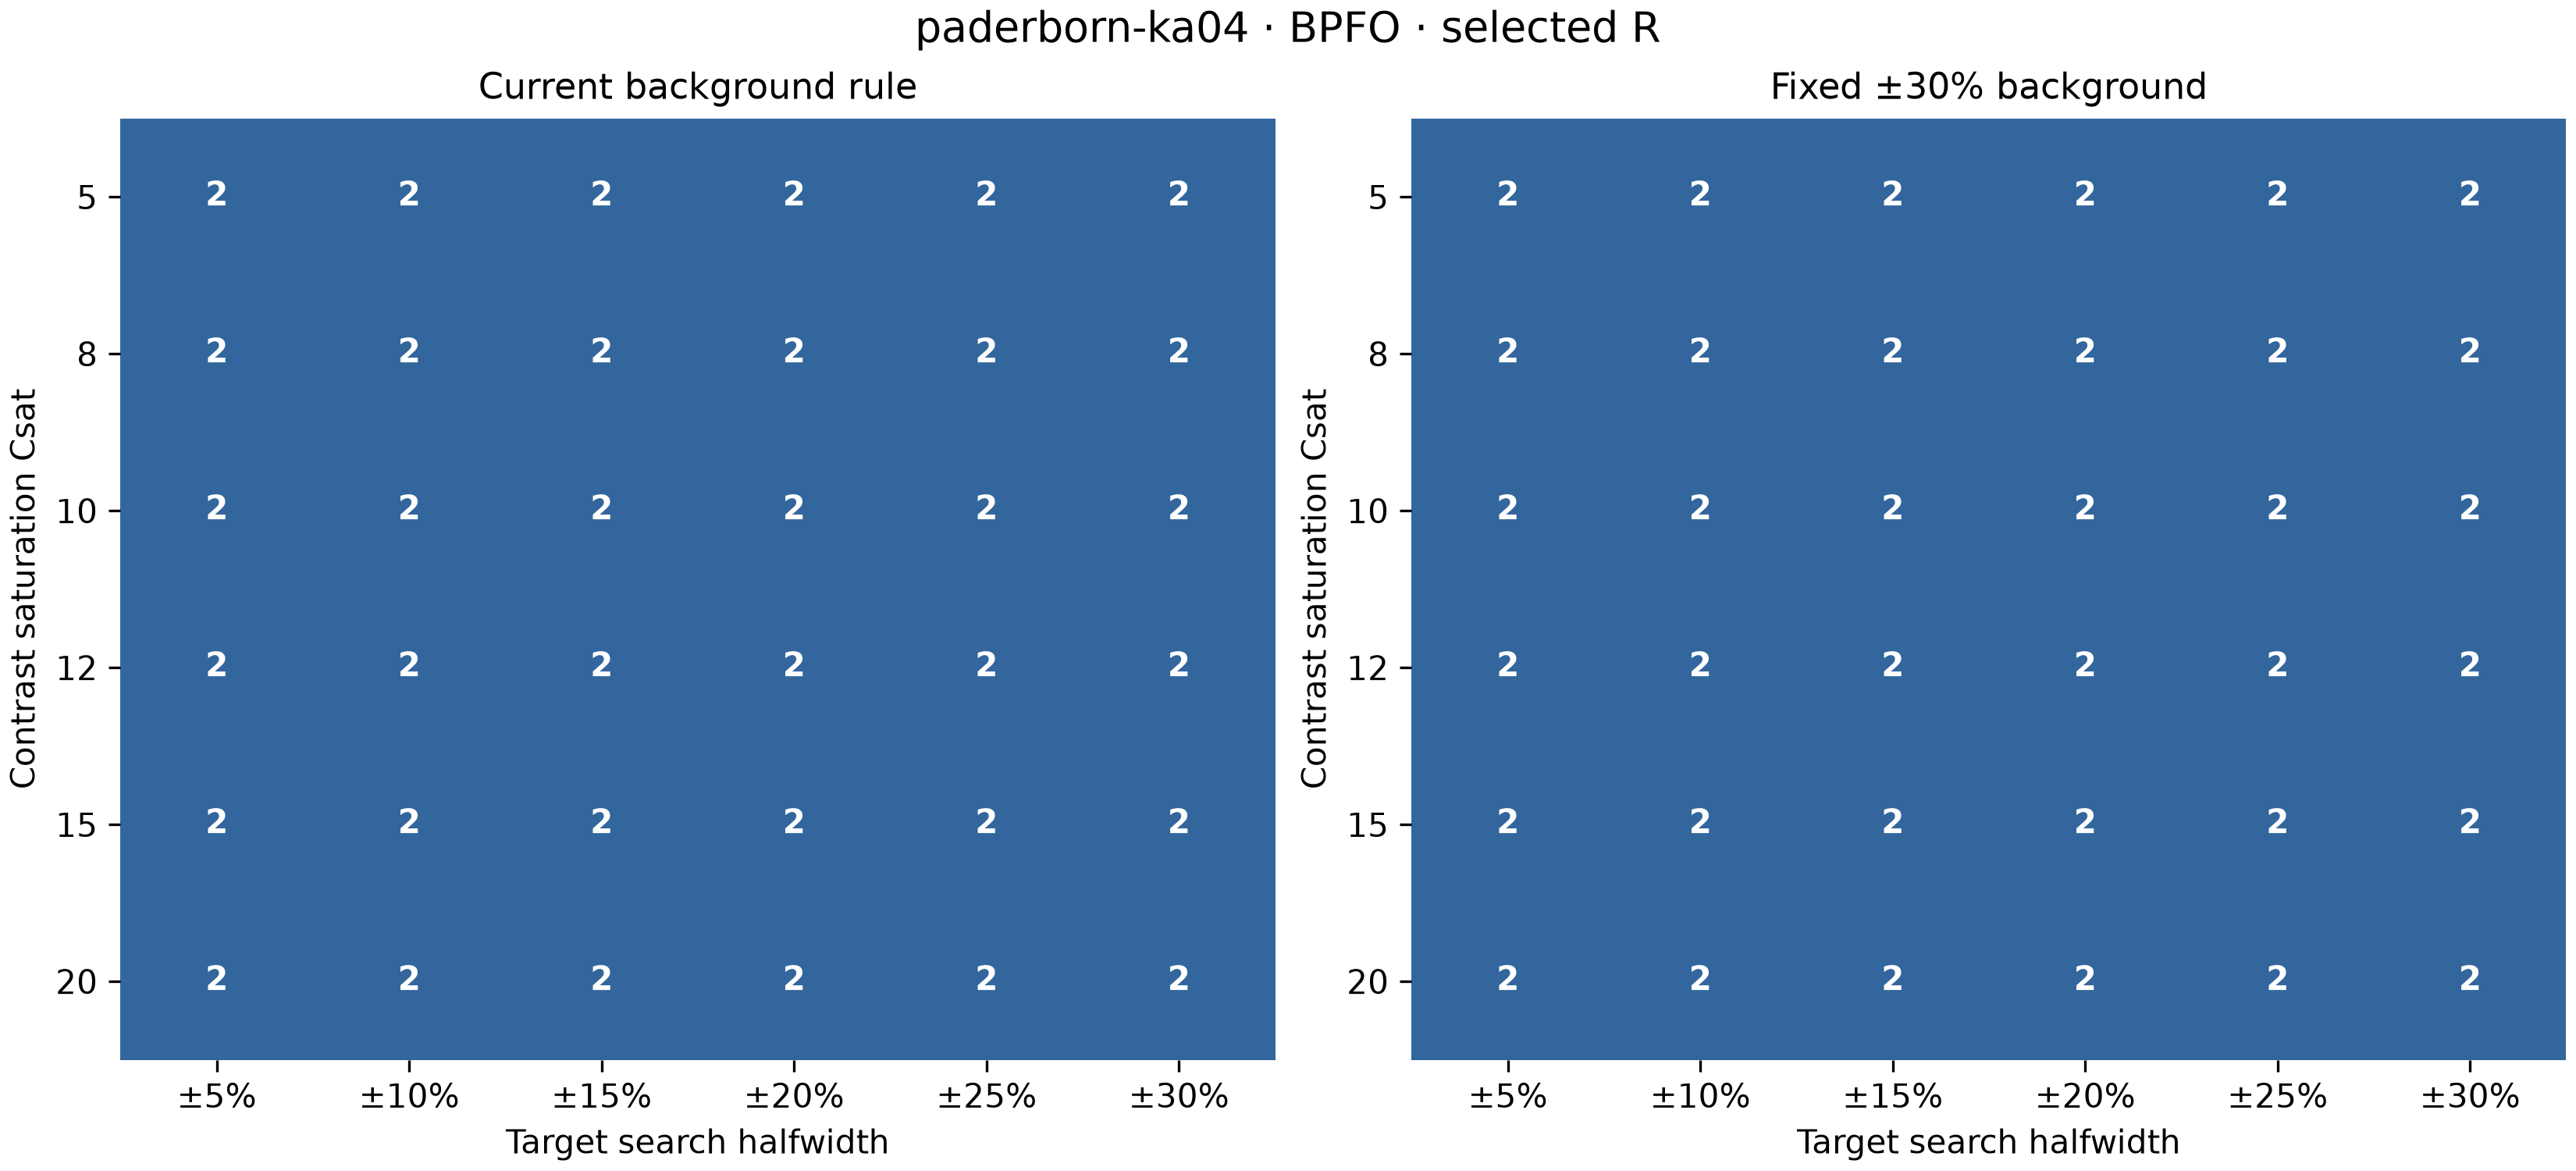 paderborn-ka04 · BPFO · selected R
Current background rule
Contrast saturation Csat
5 2 2 2 2 2 2
8 2 2 2 2 2 2
10 2 2 2 2 2 2
12 2 2 2 2 2 2
15 2 2 2 2 2 2
20 2 2 2 2 2 2
±5% ±10% ±15% ±20% ±25% ±30%
Target search halfwidth
Fixed ±30% background
Contrast saturation Csat
5 2 2 2 2 2 2
8 2 2 2 2 2 2
10 2 2 2 2 2 2
12 2 2 2 2 2 2
15 2 2 2 2 2 2
20 2 2 2 2 2 2
±5% ±10% ±15% ±20% ±25% ±30%
Target search halfwidth